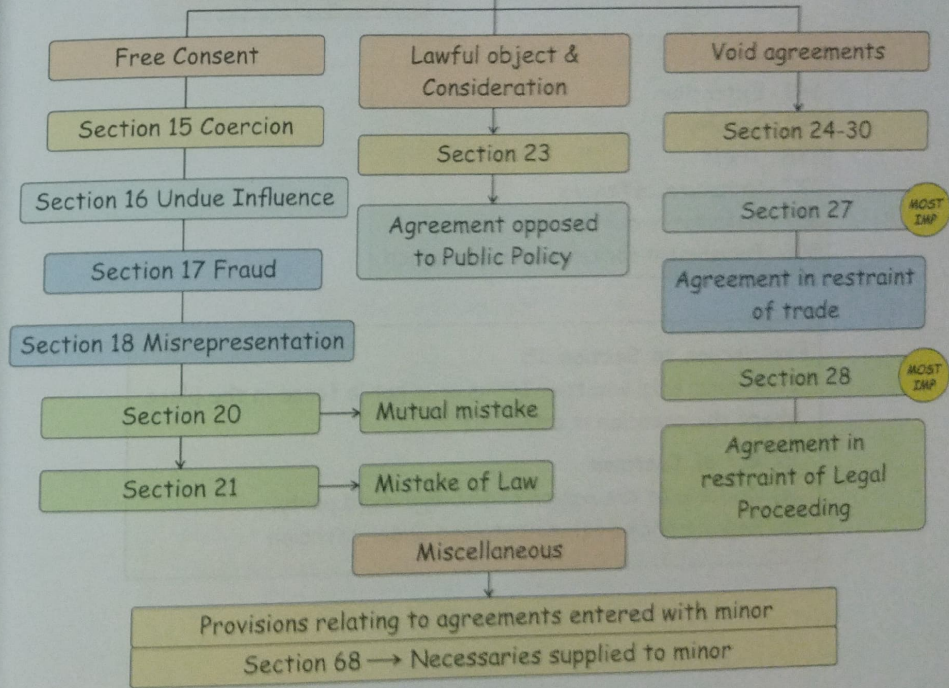 Free Consent
Section 15 Coercion
Section 16 Undue Influence
Section 17 Fraud
Section 18 Misrepresentation
Section 20
Mutual mistake
Section 21
Mistake of Law
Lawful object &
Consideration
Section 23
Agreement opposed
to Public Policy
Void agreements
Section 24-30
Section 27
MOST
IMP
Agreement in restraint
of trade
Section 28
MOST
IMP
Agreement in
restraint of Legal
Proceeding
Miscellaneous
Provisions relating to agreements entered with minor
Section 68 → Necessaries supplied to minor